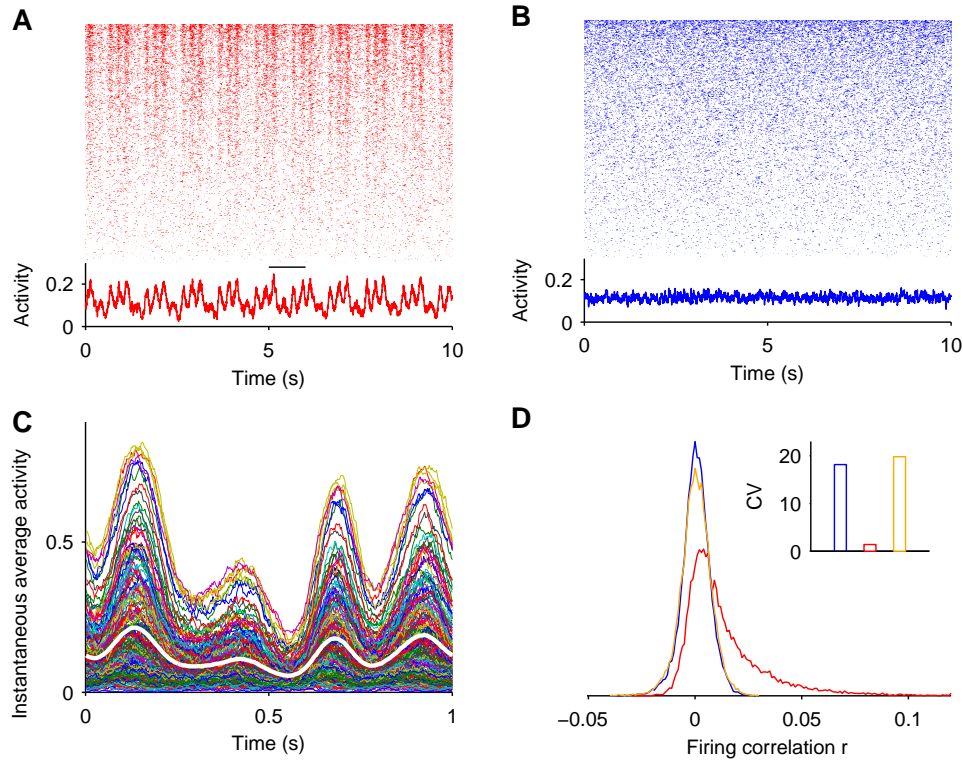 A
Activity
0.2
0
0
5
10
Time (s)
B
Activity
0.2
0
0
5
10
Time (s)
C
Instantaneous average activity
0.5
0
0
0.5
1
Time (s)
D
CV
20
10
0
−0.05
0
0.05
0.1
Firing correlation r